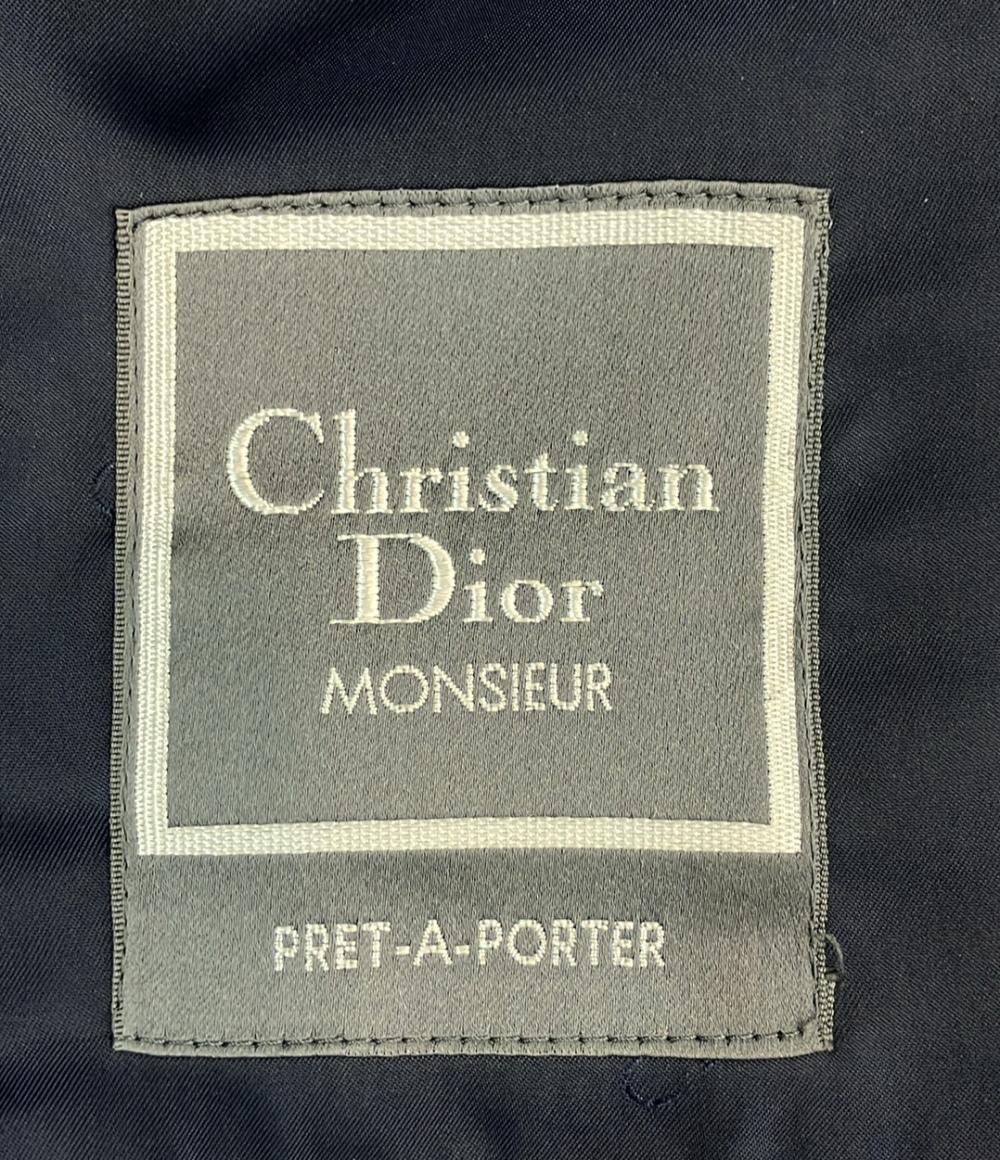 Christian
Dior
MONSIEUR
PRET-A-PORTER